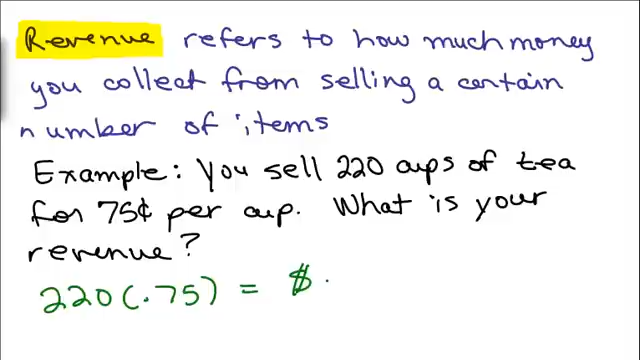 Revenue refers to how much money
you collect from selling a certain
number of items
Example: You sell 220 cups of tea
for 75¢ per cup. What is your
revenue?
220(.75) = $